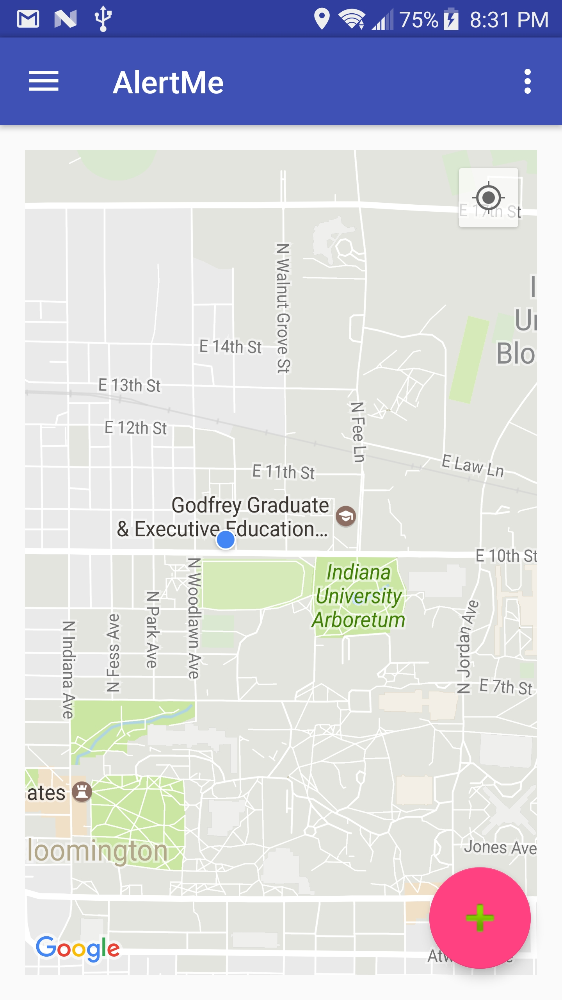 75% 8:31 PM
AlertMe
E 17th St
N Walnut Grove St
I
Ur
Blo
E 14th St
E 13th St
N Fee Ln
E 12th St
E Law Ln
E 11th St
Godfrey Graduate
& Executive Education...
E 10th St
Indiana
University
Arboretum
N Woodlawn Ave
N Park Ave
N Jordan Ave
N Fess Ave
N Indiana Ave
E 7th St
ates
loomington
Jones Ave
Google